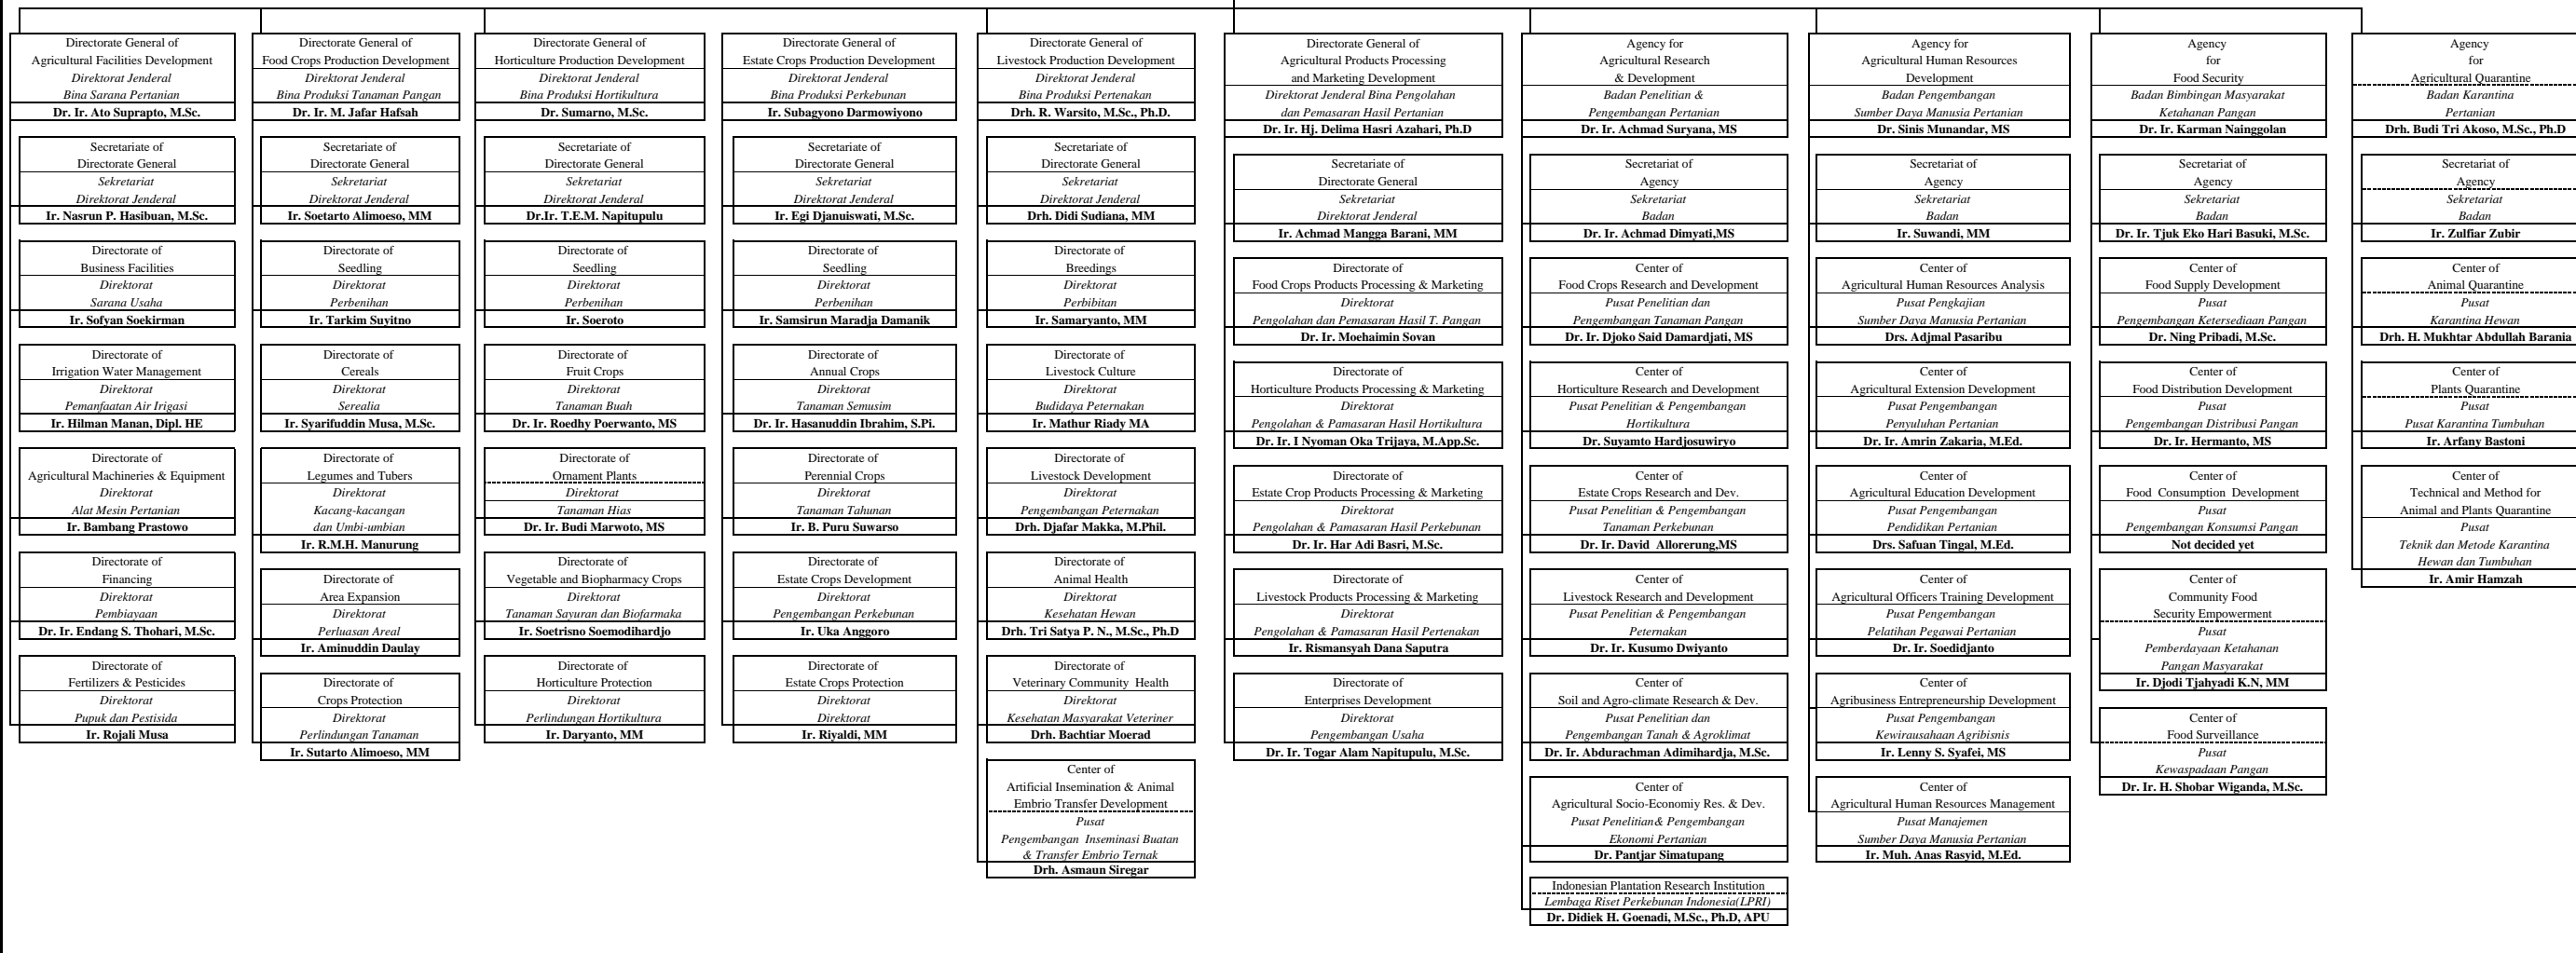 Directorate General of
Agricultural Facilities Development
Direktorat Jenderal
Bina Sarana Pertanian
Dr. Ir. Ato Suprapto, M.Sc.
Secretariate of
Directorate General
Sekretariat
Direktorat Jenderal
Ir. Nasrun P. Hasibuan, M.Sc.
Directorate of
Business Facilities
Direktorat
Sarana Usaha
Ir. Sofyan Soekirman
Directorate of
Irrigation Water Management
Direktorat
Pemanfaatan Air Irigasi
Ir. Hilman Manan, Dipl. HE
Directorate of
Agricultural Machineries & Equipment
Direktorat
Alat Mesin Pertanian
Ir. Bambang Prastowo
Directorate of
Financing
Direktorat
Pembiayaan
Dr. Ir. Endang S. Thohari, M.Sc.
Directorate of
Fertilizers & Pesticides
Direktorat
Pupuk dan Pestisida
Ir. Rojali Musa
Directorate General of
Food Crops Production Development
Direktorat Jenderal
Bina Produksi Tanaman Pangan
Dr. Ir. M. Jafar Hafsah
Secretariate of
Directorate General
Sekretariat
Direktorat Jenderal
Ir. Soetarto Alimoeso, MM
Directorate of
Seedling
Direktorat
Perbenihan
Ir. Tarkim Suyitno
Directorate of
Cereals
Direktorat
Serealia
Ir. Syarifuddin Musa, M.Sc.
Directorate of
Legumes and Tubers
Direktorat
Kacang-kacangan
dan Umbi-umbian
Ir. R.M.H. Manurung
Directorate of
Area Expansion
Direktorat
Perluasan Areal
Ir. Aminuddin Daulay
Directorate of
Crops Protection
Direktorat
Perlindungan Tanaman
Ir. Sutarto Alimoeso, MM
Directorate General of
Horticulture Production Development
Direktorat Jenderal
Bina Produksi Hortikultura
Dr. Sumarno, M.Sc.
Secretariate of
Directorate General
Sekretariat
Direktorat Jenderal
Dr.Ir. T.E.M. Napitupulu
Directorate of
Seedling
Direktorat
Perbenihan
Ir. Soeroto
Directorate of
Fruit Crops
Direktorat
Tanaman Buah
Dr. Ir. Roedhy Poerwanto, MS
Directorate of
Ornament Plants
Direktorat
Tanaman Hias
Dr. Ir. Budi Marwoto, MS
Directorate of
Vegetable and Biopharmacy Crops
Direktorat
Tanaman Sayuran dan Biofarmaka
Ir. Soetrisno Soemodihardjo
Directorate of
Horticulture Protection
Direktorat
Perlindungan Hortikultura
Ir. Daryanto, MM
Directorate General of
Estate Crops Production Development
Direktorat Jenderal
Bina Produksi Perkebunan
Ir. Subagyono Darmowiyono
Secretariate of
Directorate General
Sekretariat
Direktorat Jenderal
Ir. Egi Djanuiswati, M.Sc.
Directorate of
Seedling
Direktorat
Perbenihan
Ir. Samsirun Maradja Damanik
Directorate of
Annual Crops
Direktorat
Tanaman Semusim
Dr. Ir. Hasanuddin Ibrahim, S.Pi.
Directorate of
Perennial Crops
Direktorat
Tanaman Tahunan
Ir. B. Puru Suwarso
Directorate of
Estate Crops Development
Direktorat
Pengembangan Perkebunan
Ir. Uka Anggoro
Directorate of
Estate Crops Protection
Direktorat
Direktorat
Ir. Riyaldi, MM
Directorate General of
Livestock Production Development
Direktorat Jenderal
Bina Produksi Pertenakan
Drh. R. Warsito, M.Sc., Ph.D.
Secretariate of
Directorate General
Sekretariat
Direktorat Jenderal
Drh. Didi Sudiana, MM
Directorate of
Breedings
Direktorat
Perbibitan
Ir. Samaryanto, MM
Directorate of
Livestock Culture
Direktorat
Budidaya Peternakan
Ir. Mathur Riady MA
Directorate of
Livestock Development
Direktorat
Pengembangan Peternakan
Drh. Djafar Makka, M.Phil.
Directorate of
Animal Health
Direktorat
Kesehatan Hewan
Drh. Tri Satya P. N., M.Sc., Ph.D
Directorate of
Veterinary Community Health
Direktorat
Kesehatan Masyarakat Veteriner
Drh. Bachtiar Moerad
Center of
Artificial Insemination & Animal
Embrio Transfer Development
Pusat
Pengembangan Inseminasi Buatan
& Transfer Embrio Ternak
Drh. Asmaun Siregar
Directorate General of
Agricultural Products Processing
and Marketing Development
Direktorat Jenderal Bina Pengolahan
dan Pemasaran Hasil Pertanian
Dr. Ir. Hj. Delima Hasri Azahari, Ph.D
Secretariate of
Directorate General
Sekretariat
Direktorat Jenderal
Ir. Achmad Mangga Barani, MM
Directorate of
Food Crops Products Processing & Marketing
Direktorat
Pengolahan dan Pemasaran Hasil T. Pangan
Dr. Ir. Moehaimin Sovan
Directorate of
Horticulture Products Processing & Marketing
Direktorat
Pengolahan & Pamasaran Hasil Hortikultura
Dr. Ir. I Nyoman Oka Trijaya, M.App.Sc.
Directorate of
Estate Crop Products Processing & Marketing
Direktorat
Pengolahan & Pamasaran Hasil Perkebunan
Dr. Ir. Har Adi Basri, M.Sc.
Directorate of
Livestock Products Processing & Marketing
Direktorat
Pengolahan & Pamasaran Hasil Pertenakan
Ir. Rismansyah Dana Saputra
Directorate of
Enterprises Development
Direktorat
Pengembangan Usaha
Dr. Ir. Togar Alam Napitupulu, M.Sc.
Agency for
Agricultural Research
& Development
Badan Penelitian &
Pengembangan Pertanian
Dr. Ir. Achmad Suryana, MS
Secretariat of
Agency
Sekretariat
Badan
Dr. Ir. Achmad Dimyati,MS
Center of
Food Crops Research and Development
Pusat Penelitian dan
Pengembangan Tanaman Pangan
Dr. Ir. Djoko Said Damardjati, MS
Center of
Horticulture Research and Development
Pusat Penelitian & Pengembangan
Hortikultura
Dr. Suyamto Hardjosuwiryo
Center of
Estate Crops Research and Dev.
Pusat Penelitian & Pengembangan
Tanaman Perkebunan
Dr. Ir. David Allorerung,MS
Center of
Livestock Research and Development
Pusat Penelitian & Pengembangan
Peternakan
Dr. Ir. Kusumo Dwiyanto
Center of
Soil and Agro-climate Research & Dev.
Pusat Penelitian dan
Pengembangan Tanah & Agroklimat
Dr. Ir. Abdurachman Adimihardja, M.Sc.
Center of
Agricultural Socio-Economiy Res. & Dev.
Pusat Penelitian& Pengembangan
Ekonomi Pertanian
Dr. Pantjar Simatupang
Indonesian Plantation Research Institution
Lembaga Riset Perkebunan Indonesia(LPRI)
Dr. Didiek H. Goenadi, M.Sc., Ph.D, APU
Agency for
Agricultural Human Resources
Development
Badan Pengembangan
Sumber Daya Manusia Pertanian
Dr. Sinis Munandar, MS
Secretariat of
Agency
Sekretariat
Badan
Ir. Suwandi, MM
Center of
Agricultural Human Resources Analysis
Pusat Pengkajian
Sumber Daya Manusia Pertanian
Drs. Adjmal Pasaribu
Center of
Agricultural Extension Development
Pusat Pengembangan
Penyuluhan Pertanian
Dr. Ir. Amrin Zakaria, M.Ed.
Center of
Agricultural Education Development
Pusat Pengembangan
Pendidikan Pertanian
Drs. Safuan Tingal, M.Ed.
Center of
Agricultural Officers Training Development
Pusat Pengembangan
Pelatihan Pegawai Pertanian
Dr. Ir. Soedidjanto
Center of
Agribusiness Entrepreneurship Development
Pusat Pengembangan
Kewirausahaan Agribisnis
Ir. Lenny S. Syafei, MS
Center of
Agricultural Human Resources Management
Pusat Manajemen
Sumber Daya Manusia Pertanian
Ir. Muh. Anas Rasyid, M.Ed.
Agency
for
Food Security
Badan Bimbingan Masyarakat
Ketahanan Pangan
Dr. Ir. Karman Nainggolan
Secretariat of
Agency
Sekretariat
Badan
Dr. Ir. Tjuk Eko Hari Basuki, M.Sc.
Center of
Food Supply Development
Pusat
Pengembangan Ketersediaan Pangan
Dr. Ning Pribadi, M.Sc.
Center of
Food Distribution Development
Pusat
Pengembangan Distribusi Pangan
Dr. Ir. Hermanto, MS
Center of
Food Consumption Development
Pusat
Pengembangan Konsumsi Pangan
Not decided yet
Center of
Community Food
Security Empowerment
Pusat
Pemberdayaan Ketahanan
Pangan Masyarakat
Ir. Djodi Tjahyadi K.N, MM
Center of
Food Surveillance
Pusat
Kewaspadaan Pangan
Dr. Ir. H. Shobar Wiganda, M.Sc.
Agency
for
Agricultural Quarantine
Badan Karantina
Pertanian
Drh. Budi Tri Akoso, M.Sc., Ph.D
Secretariat of
Agency
Sekretariat
Badan
Ir. Zulfiar Zubir
Center of
Animal Quarantine
Pusat
Karantina Hewan
Drh. H. Mukhtar Abdullah Barania
Center of
Plants Quarantine
Pusat
Pusat Karantina Tumbuhan
Ir. Arfany Bastoni
Center of
Technical and Method for
Animal and Plants Quarantine
Pusat
Teknik dan Metode Karantina
Hewan dan Tumbuhan
Ir. Amir Hamzah